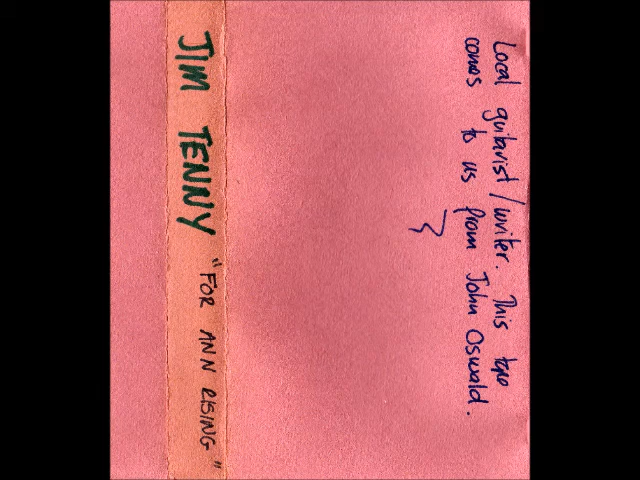 Local guitarist/writer. This tape
comes to us from John Oswald.
JIM TENNY "FOR ANN RISING"